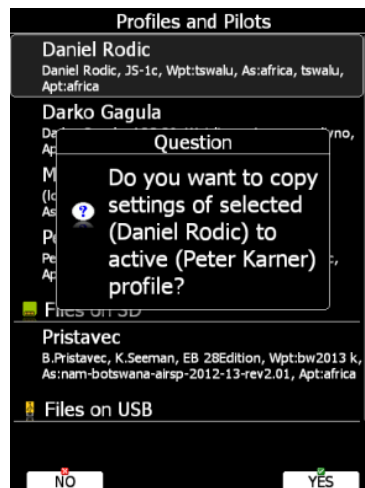 Profiles and Pilots
Daniel Rodic
Daniel Rodic, JS-1c, Wpt:tswalu, As:africa, tswalu,
Apt:africa
Darko Gagula
Question
Do you want to copy
settings of selected
(Daniel Rodic) to
active (Peter Karner)
profile?
Files on SD
Pristavec
B.Pristavec, K.Seeman, EB 28Edition, Wpt:bw2013 k,
As:nam-botswana-airsp-2012-13-rev2.01, Apt:africa
Files on USB
NO
YES